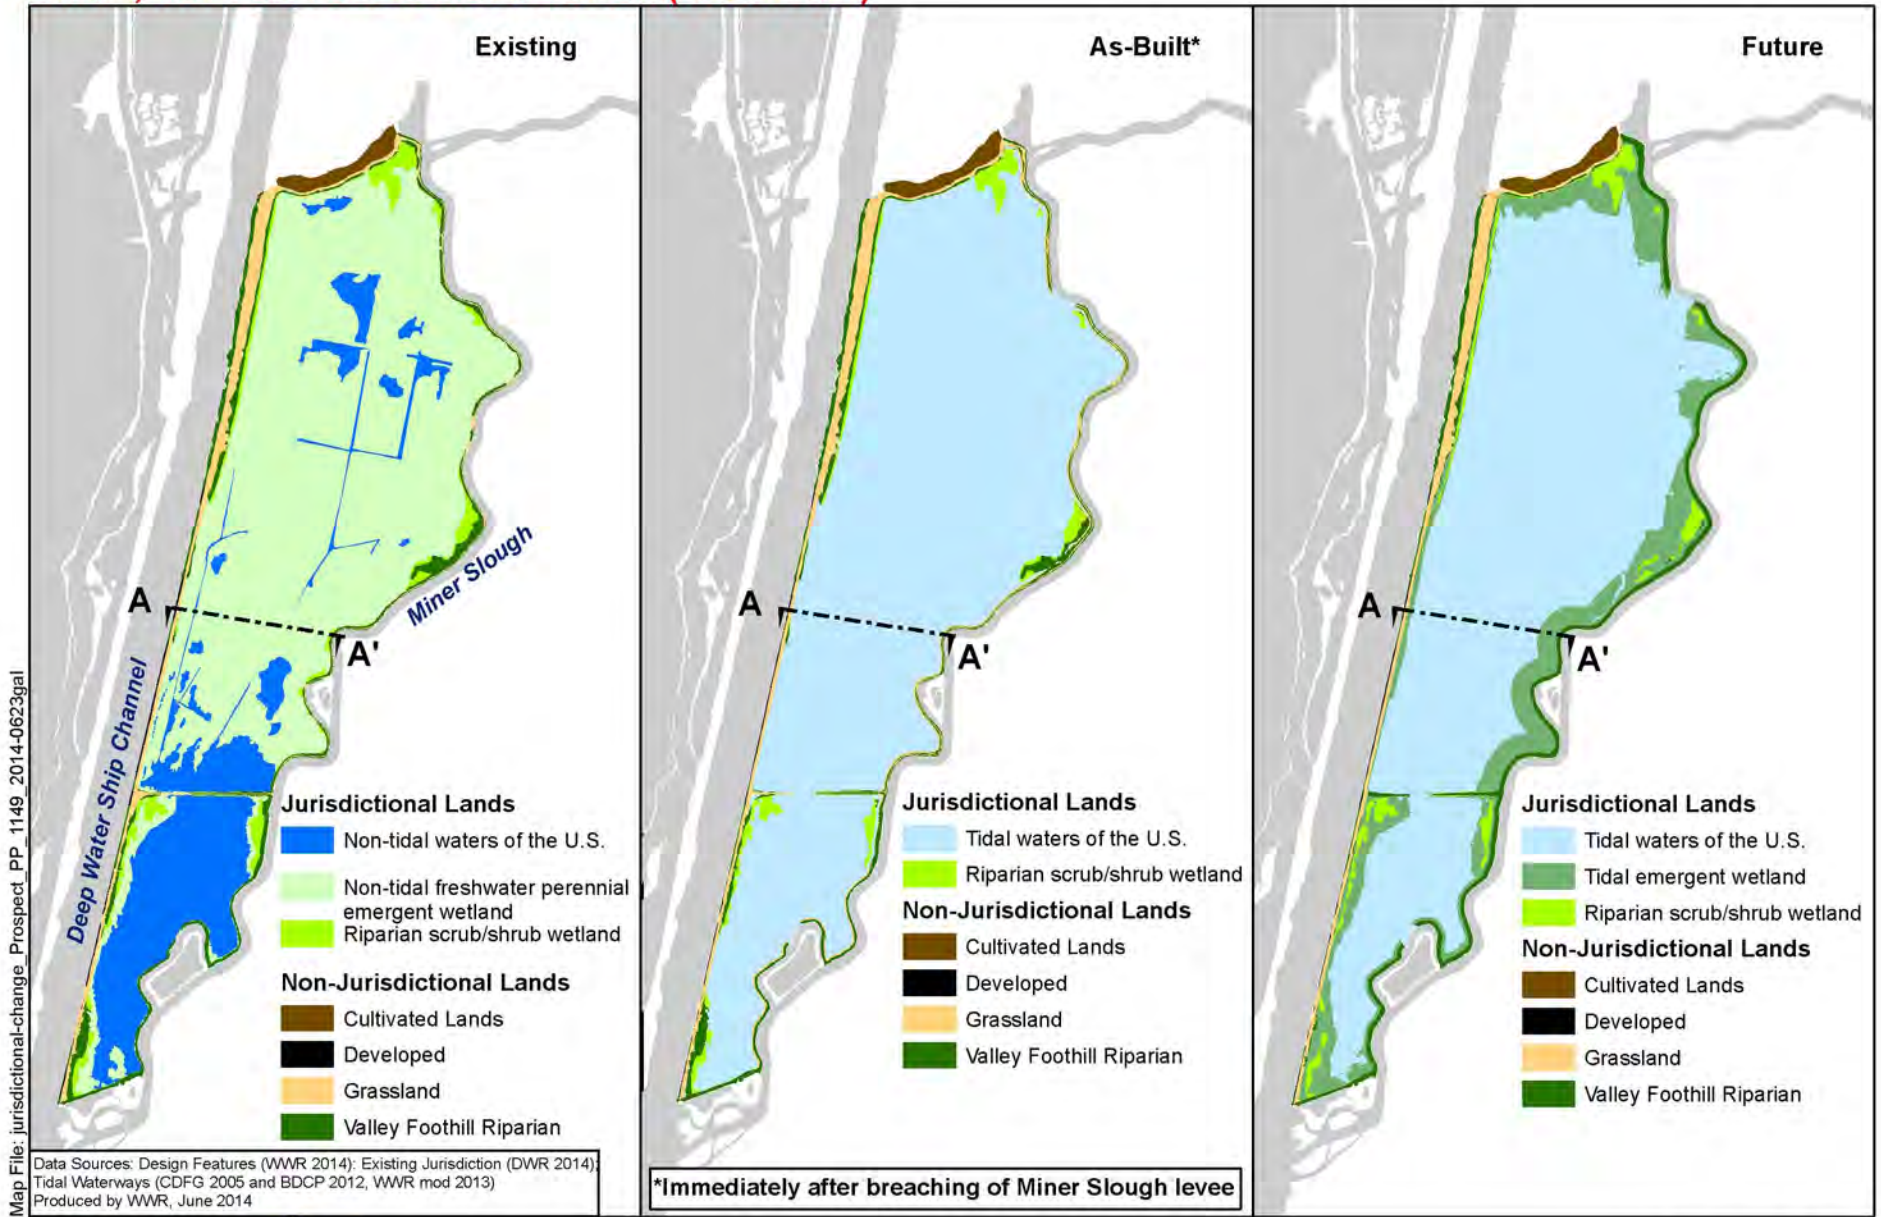 Existing
A
A'
Miner Slough
Deep Water Ship Channel
Jurisdictional Lands
Non-tidal waters of the U.S.
Non-tidal freshwater perennial
emergent wetland
Riparian scrub/shrub wetland
Non-Jurisdictional Lands
Cultivated Lands
Developed
Grassland
Valley Foothill Riparian
Data Sources: Design Features (WWR 2014): Existing Jurisdiction (DWR 2014);
Tidal Waterways (CDFG 2005 and BDCP 2012, WWR mod 2013)
Produced by WWR, June 2014
Map File: jurisdictional-change_Prospect_PP_1149_2014-0623gal
As-Built*
A
A'
Jurisdictional Lands
Tidal waters of the U.S.
Riparian scrub/shrub wetland
Non-Jurisdictional Lands
Cultivated Lands
Developed
Grassland
Valley Foothill Riparian
*Immediately after breaching of Miner Slough levee
Future
A
A'
Jurisdictional Lands
Tidal waters of the U.S.
Tidal emergent wetland
Riparian scrub/shrub wetland
Non-Jurisdictional Lands
Cultivated Lands
Developed
Grassland
Valley Foothill Riparian